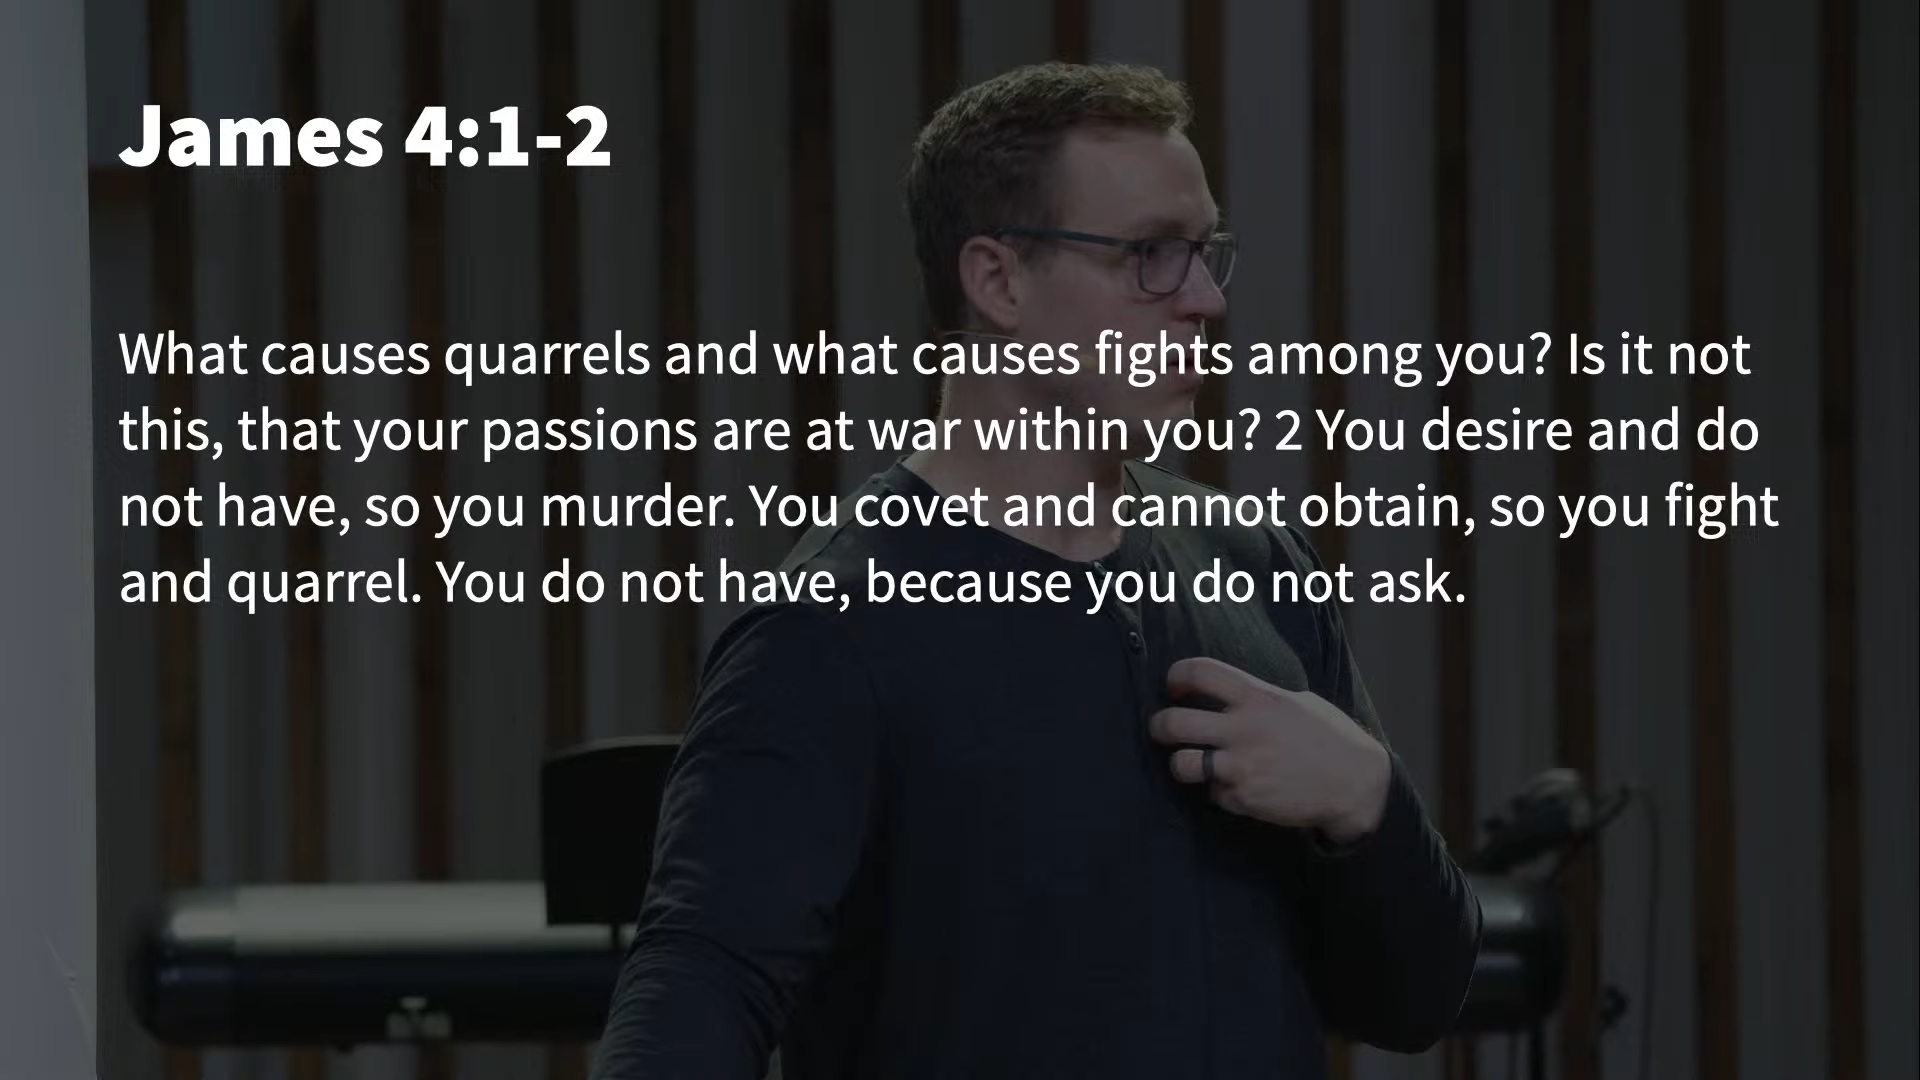 James 4:1-2
What causes quarrels and what causes fights among you? Is it not
this, that your passions are at war within you? 2 You desire and do
not have, so you murder. You covet and cannot obtain, so you fight
and quarrel. You do not have, because you do not ask.